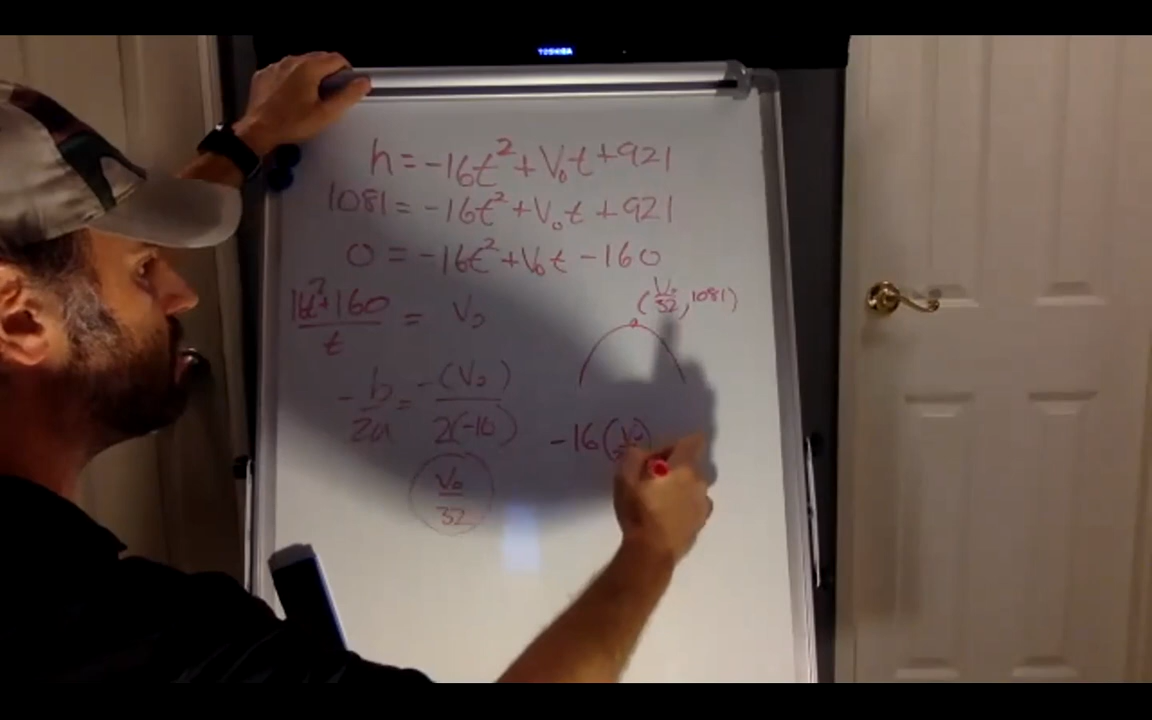 TOSHIBA
h = -16t² + V₀t + 921
1081 = -16t² + V₀t + 921
0 = -16t² + V₀t - 160
(V₀/32, 1081)
(16t² + 160)/t = V₀
-b/2a = -(V₀)/2(-16)
-16(V₀
V₀/32